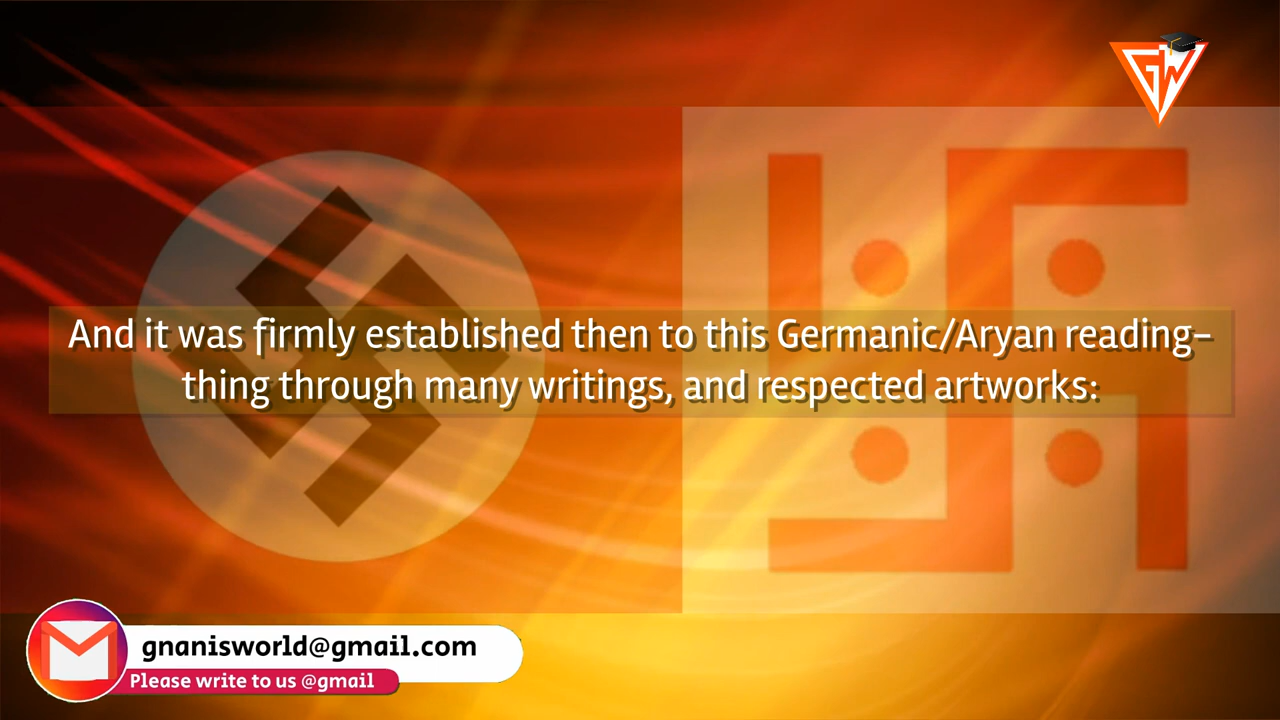 GW
And it was firmly established then to this Germanic/Aryan reading-
thing through many writings, and respected artworks:
gnanisworld@gmail.com
Please write to us @gmail